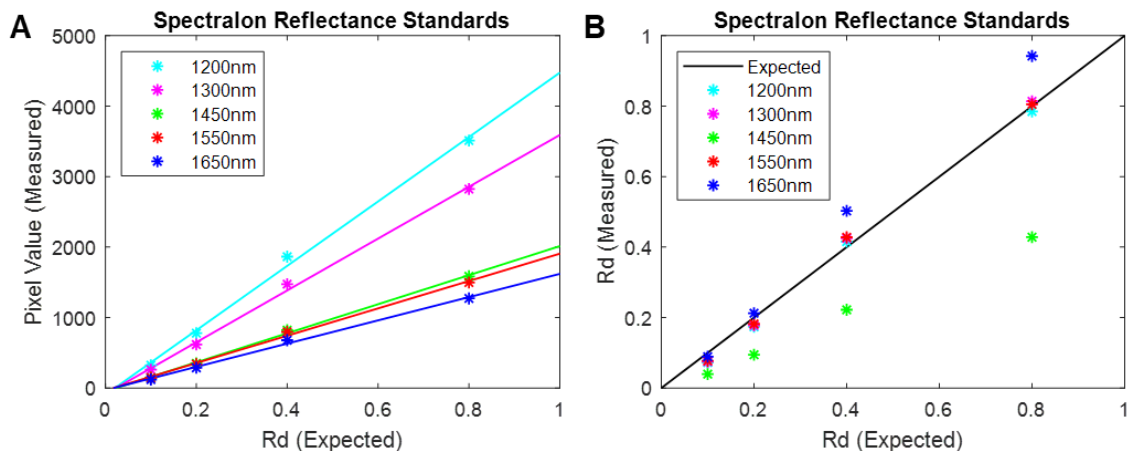 A
Spectralon Reflectance Standards
5000
4000
3000
2000
1000
0
0
0.2
0.4
0.6
0.8
1
Pixel Value (Measured)
Rd (Expected)
1200nm
1300nm
1450nm
1550nm
1650nm
B
Spectralon Reflectance Standards
1
0.8
0.6
0.4
0.2
0
0
0.2
0.4
0.6
0.8
1
Rd (Measured)
Rd (Expected)
Expected
1200nm
1300nm
1450nm
1550nm
1650nm